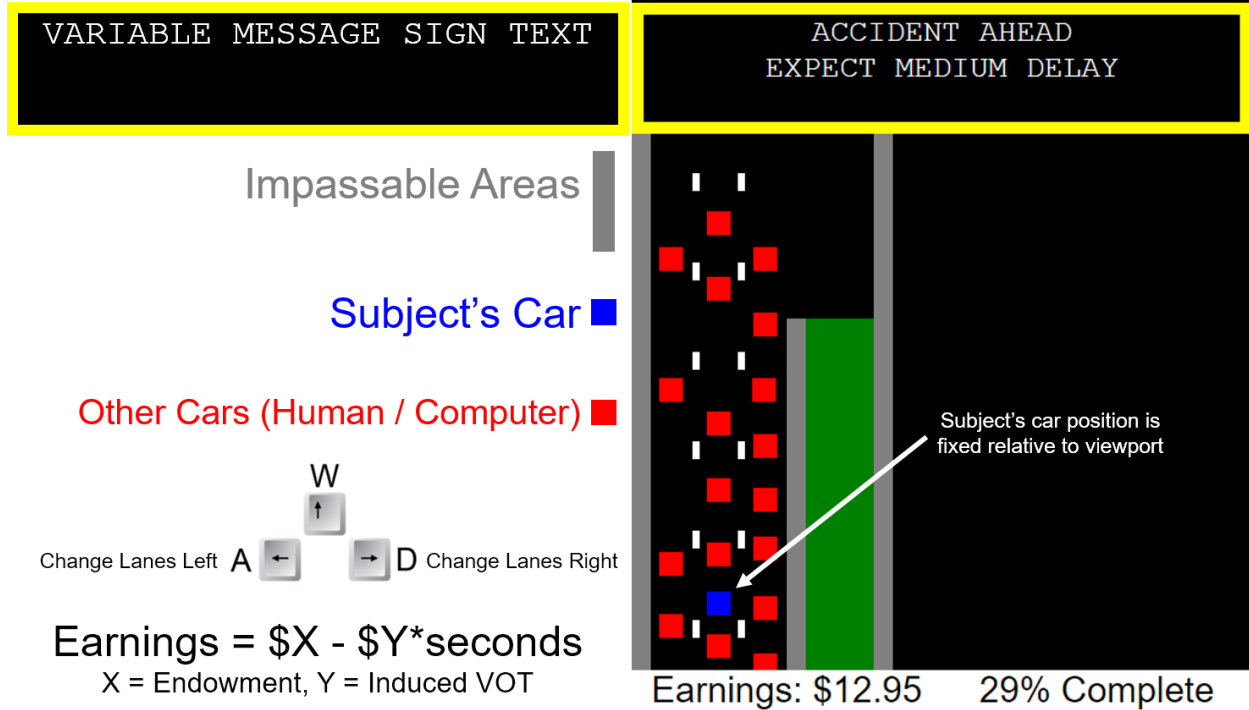 VARIABLE MESSAGE SIGN TEXT
Impassable Areas
Subject's Car
Other Cars (Human / Computer)
W
Change Lanes Left A
D Change Lanes Right
Earnings = $X - $Y*seconds
X = Endowment, Y = Induced VOT
ACCIDENT AHEAD
EXPECT MEDIUM DELAY
Subject's car position is
fixed relative to viewport
Earnings: $12.95 29% Complete